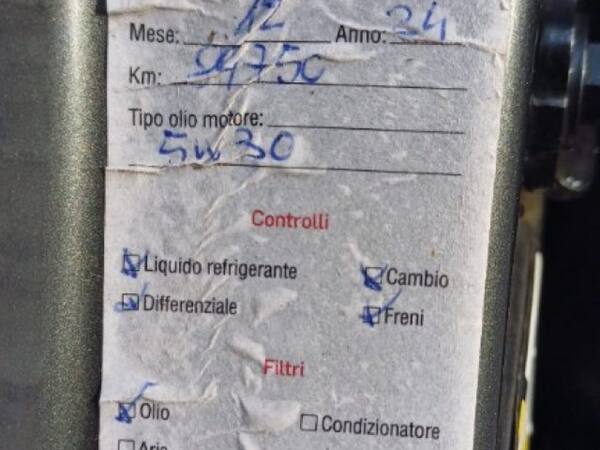 Mese: 12 Anno: 24
Km: 94750
Tipo olio motore:
5w30
Controlli
Liquido refrigerante
Cambio
Differenziale
Freni
Filtri
Olio
Condizionatore
Aria